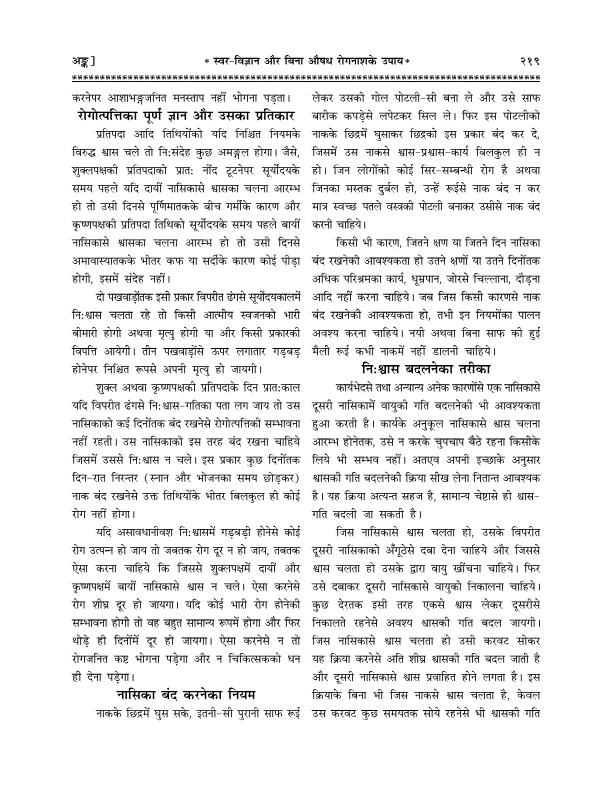 अङ्क ]
* स्वर-विज्ञान और बिना औषध रोगनाशके उपाय*
२१९
करनेपर आशाभङ्गजनित मनस्ताप नहीं भोगना पड़ता।
रोगोत्पत्तिका पूर्ण ज्ञान और उसका प्रतिकार
प्रतिपदा आदि तिथियोंको यदि निश्चित नियमके
विरुद्ध श्वास चले तो नि:संदेह कुछ अमङ्गल होगा। जैसे,
शुक्लपक्षकी प्रतिपदाको प्रात: नींद टूटनेपर सूर्योदयके
समय पहले यदि दायीं नासिकासे श्वासका चलना आरम्भ
हो तो उसी दिनसे पूर्णिमातकके बीच गर्मीके कारण और
कृष्णपक्षकी प्रतिपदा तिथिको सूर्योदयके समय पहले बायीं
नासिकासे श्वासका चलना आरम्भ हो तो उसी दिनसे
अमावास्यातकके भीतर कफ या सर्दीके कारण कोई पीड़ा
होगी, इसमें संदेह नहीं।
दो पखवाड़ोंतक इसी प्रकार विपरीत ढंगसे सूर्योदयकालमें
नि:श्वास चलता रहे तो किसी आत्मीय स्वजनको भारी
बीमारी होगी अथवा मृत्यु होगी या और किसी प्रकारकी
विपत्ति आयेगी। तीन पखवाड़ोंसे ऊपर लगातार गड़बड़
होनेपर निश्चित रूपसे अपनी मृत्यु हो जायगी।
शुक्ल अथवा कृष्णपक्षकी प्रतिपदाके दिन प्रात:काल
यदि विपरीत ढंगसे नि:श्वास-गतिका पता लग जाय तो उस
नासिकाको कई दिनोंतक बंद रखनेसे रोगोत्पत्तिकी सम्भावना
नहीं रहती। उस नासिकाको इस तरह बंद रखना चाहिये
जिसमें उससे नि:श्वास न चले। इस प्रकार कुछ दिनोंतक
दिन-रात निरन्तर (स्नान और भोजनका समय छोड़कर)
नाक बंद रखनेसे उक्त तिथियोंके भीतर बिलकुल ही कोई
रोग नहीं होगा।
यदि असावधानीवश नि:श्वासमें गड़बड़ी होनेसे कोई
रोग उत्पन्न हो जाय तो जबतक रोग दूर न हो जाय, तबतक
ऐसा करना चाहिये कि जिससे शुक्लपक्षमें दायीं और
कृष्णपक्षमें बायीं नासिकासे श्वास न चले। ऐसा करनेसे
रोग शीघ्र दूर हो जायगा। यदि कोई भारी रोग होनेकी
सम्भावना होगी तो वह बहुत सामान्य रूपमें होगा और फिर
थोड़े ही दिनोंमें दूर हो जायगा। ऐसा करनेसे न तो
रोगजनित कष्ट भोगना पड़ेगा और न चिकित्सकको धन
ही देना पड़ेगा।
नासिका बंद करनेका नियम
नाकके छिद्रमें घुस सके, इतनी-सी पुरानी साफ रूई
लेकर उसकी गोल पोटली-सी बना ले और उसे साफ
बारीक कपड़ेसे लपेटकर सिल ले। फिर इस पोटलीको
नाकके छिद्रमें घुसाकर छिद्रको इस प्रकार बंद कर दे,
जिसमें उस नाकसे श्वास-प्रश्वास-कार्य बिलकुल ही न
हो। जिन लोगोंको कोई सिर-सम्बन्धी रोग है अथवा
जिनका मस्तक दुर्बल हो, उन्हें रूईसे नाक बंद न कर
मात्र स्वच्छ पतले वस्त्रकी पोटली बनाकर उसीसे नाक बंद
करनी चाहिये।
किसी भी कारण, जितने क्षण या जितने दिन नासिका
बंद रखनेकी आवश्यकता हो उतने क्षणों या उतने दिनोंतक
अधिक परिश्रमका कार्य, धूम्रपान, जोरसे चिल्लाना, दौड़ना
आदि नहीं करना चाहिये। जब जिस किसी कारणसे नाक
बंद रखनेकी आवश्यकता हो, तभी इन नियमोंका पालन
अवश्य करना चाहिये। नयी अथवा बिना साफ की हुई
मैली रूई कभी नाकमें नहीं डालनी चाहिये।
नि:श्वास बदलनेका तरीका
कार्यभेदसे तथा अन्यान्य अनेक कारणोंसे एक नासिकासे
दूसरी नासिकामें वायुकी गति बदलनेकी भी आवश्यकता
हुआ करती है। कार्यके अनुकूल नासिकासे श्वास चलना
आरम्भ होनेतक, उसे न करके चुपचाप बैठे रहना किसीके
लिये भी सम्भव नहीं। अतएव अपनी इच्छाके अनुसार
श्वासकी गति बदलनेकी क्रिया सीख लेना नितान्त आवश्यक
है। यह क्रिया अत्यन्त सहज है, सामान्य चेष्टासे ही श्वास-
गति बदली जा सकती है।
जिस नासिकासे श्वास चलता हो, उसके विपरीत
दूसरी नासिकाको अँगूठेसे दबा देना चाहिये और जिससे
श्वास चलता हो उसके द्वारा वायु खींचना चाहिये। फिर
उसे दबाकर दूसरी नासिकासे वायुको निकालना चाहिये।
कुछ देरतक इसी तरह एकसे श्वास लेकर दूसरीसे
निकालते रहनेसे अवश्य श्वासकी गति बदल जायगी।
जिस नासिकासे श्वास चलता हो उसी करवट सोकर
यह क्रिया करनेसे अति शीघ्र श्वासकी गति बदल जाती है
और दूसरी नासिकासे श्वास प्रवाहित होने लगता है। इस
क्रियाके बिना भी जिस नाकसे श्वास चलता है, केवल
उस करवट कुछ समयतक सोये रहनेसे भी श्वासकी गति